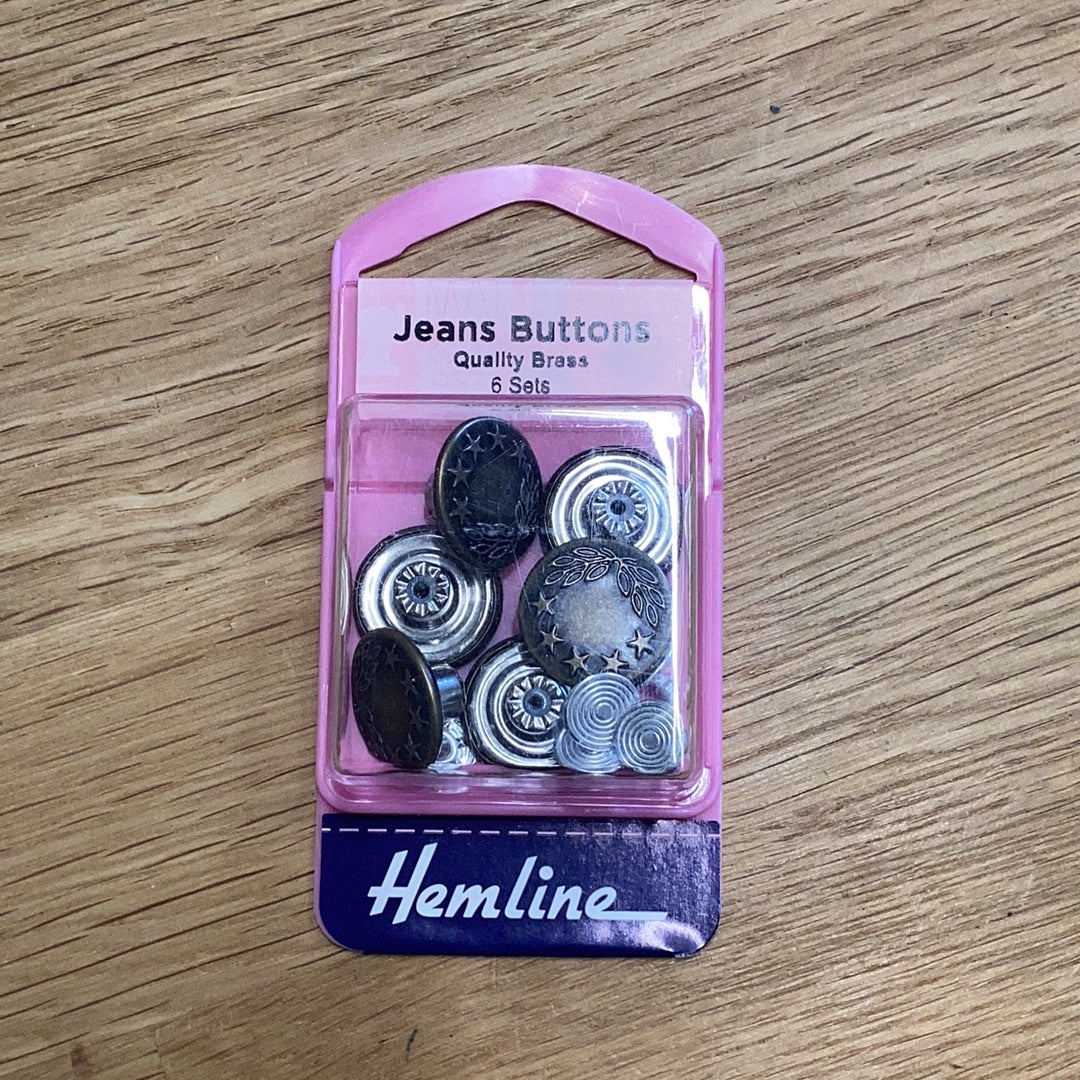 Jeans Buttons
Quality Brass
6 Sets
Hemline